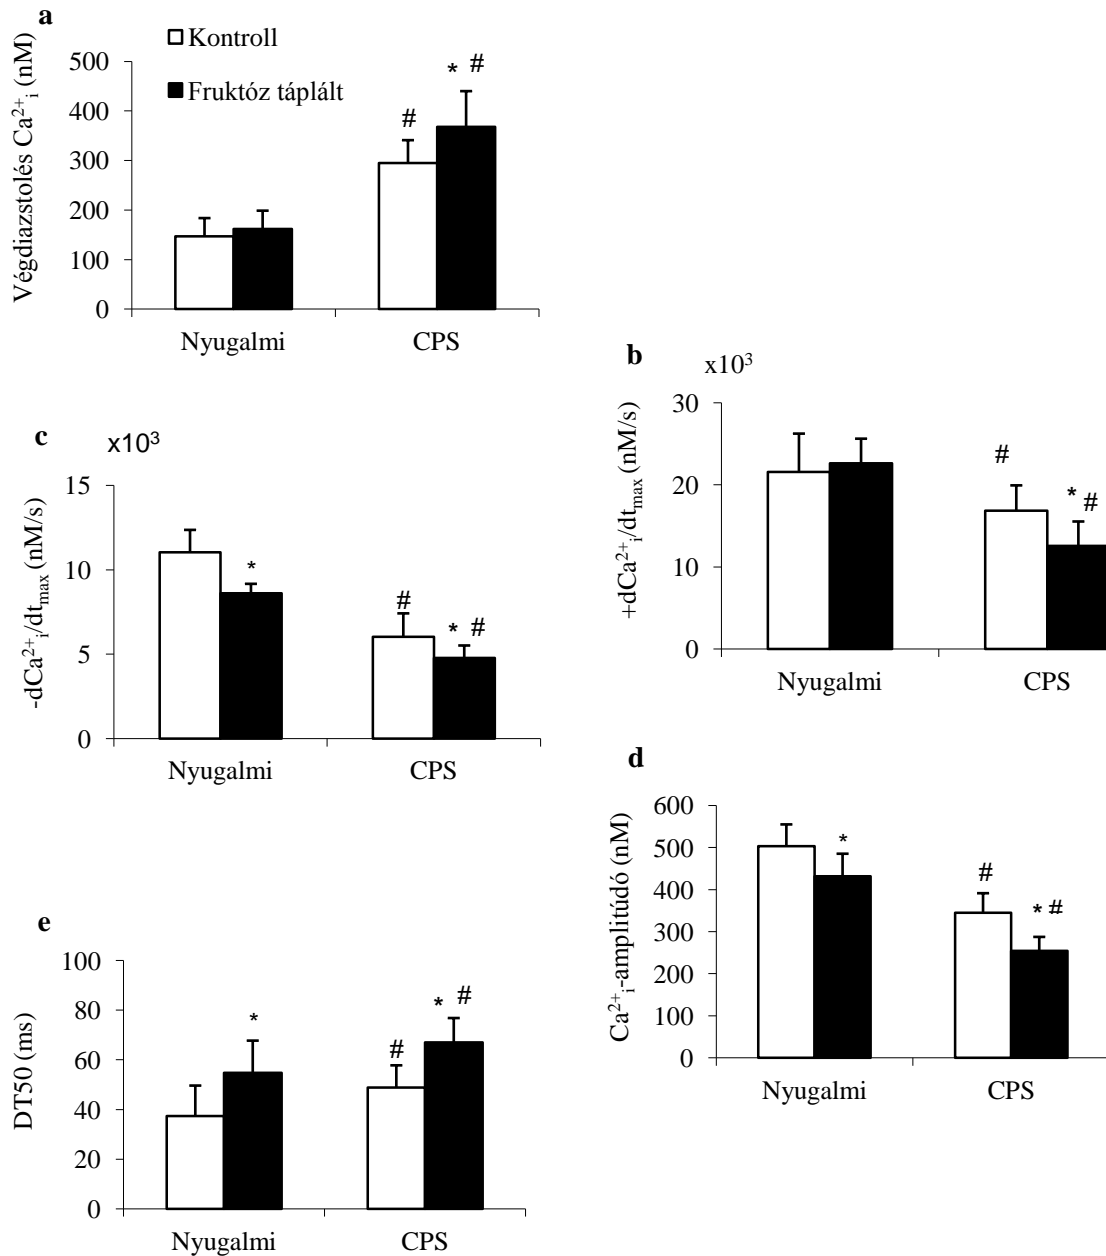 a
Kontroll
Fruktóz táplált
Végdiazstolés Ca²⁺ᵢ (nM)
500
400
300
200
100
0
#
* #
Nyugalmi
CPS
b
x10³
+dCa²⁺ᵢ/dtmax (nM/s)
30
20
10
0
#
* #
Nyugalmi
CPS
c
x10³
-dCa²⁺ᵢ/dtmax (nM/s)
15
10
5
0
*
#
* #
Nyugalmi
CPS
d
Ca²⁺ᵢ-amplitúdó (nM)
600
500
400
300
200
100
0
*
#
* #
Nyugalmi
CPS
e
DT50 (ms)
100
80
60
40
20
0
*
#
* #
Nyugalmi
CPS